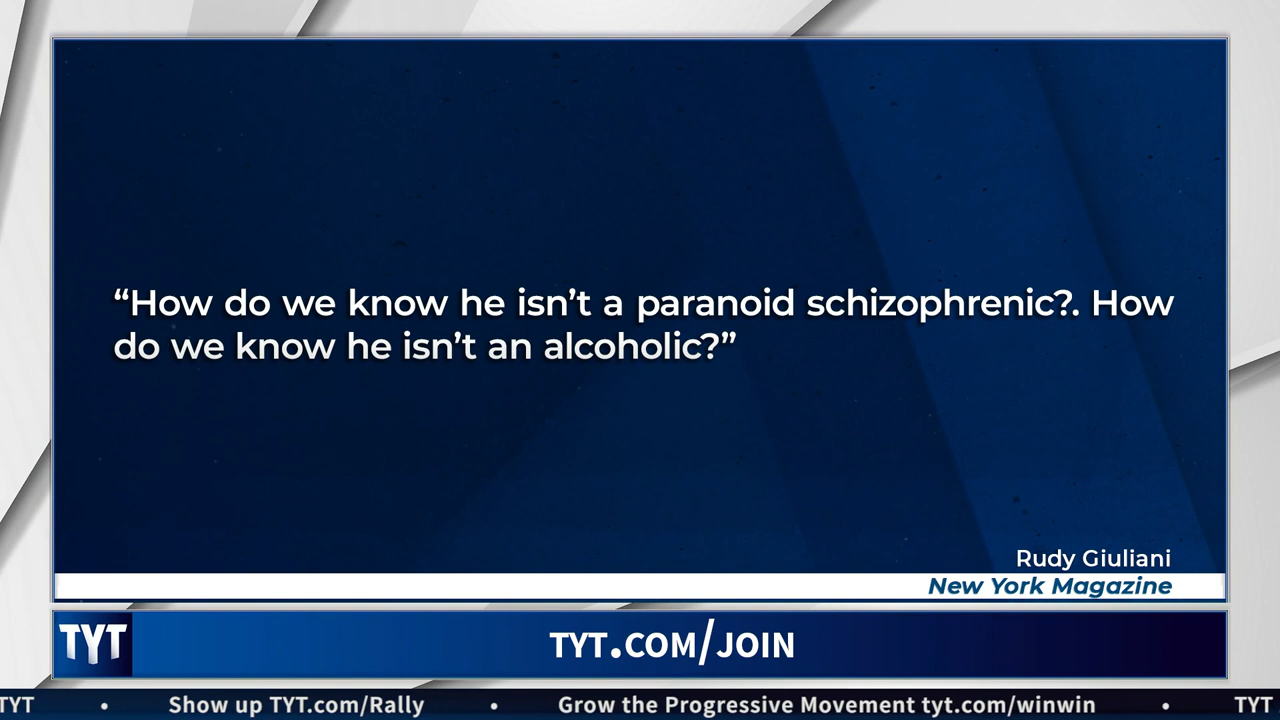 “How do we know he isn’t a paranoid schizophrenic?. How
do we know he isn’t an alcoholic?”
Rudy Giuliani
New York Magazine
TYT
TYT.COM/JOIN
TYT • Show up TYT.com/Rally • Grow the Progressive Movement tyt.com/winwin • TYT